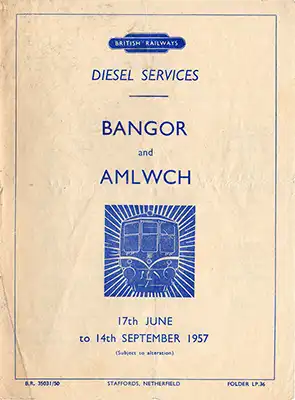 BRITISH RAILWAYS
DIESEL SERVICES
BANGOR
and
AMLWCH
17th JUNE
to 14th SEPTEMBER 1957
(Subject to alteration)
B.R. 35031/50 STAFFORDS, NETHERFIELD FOLDER LP.36